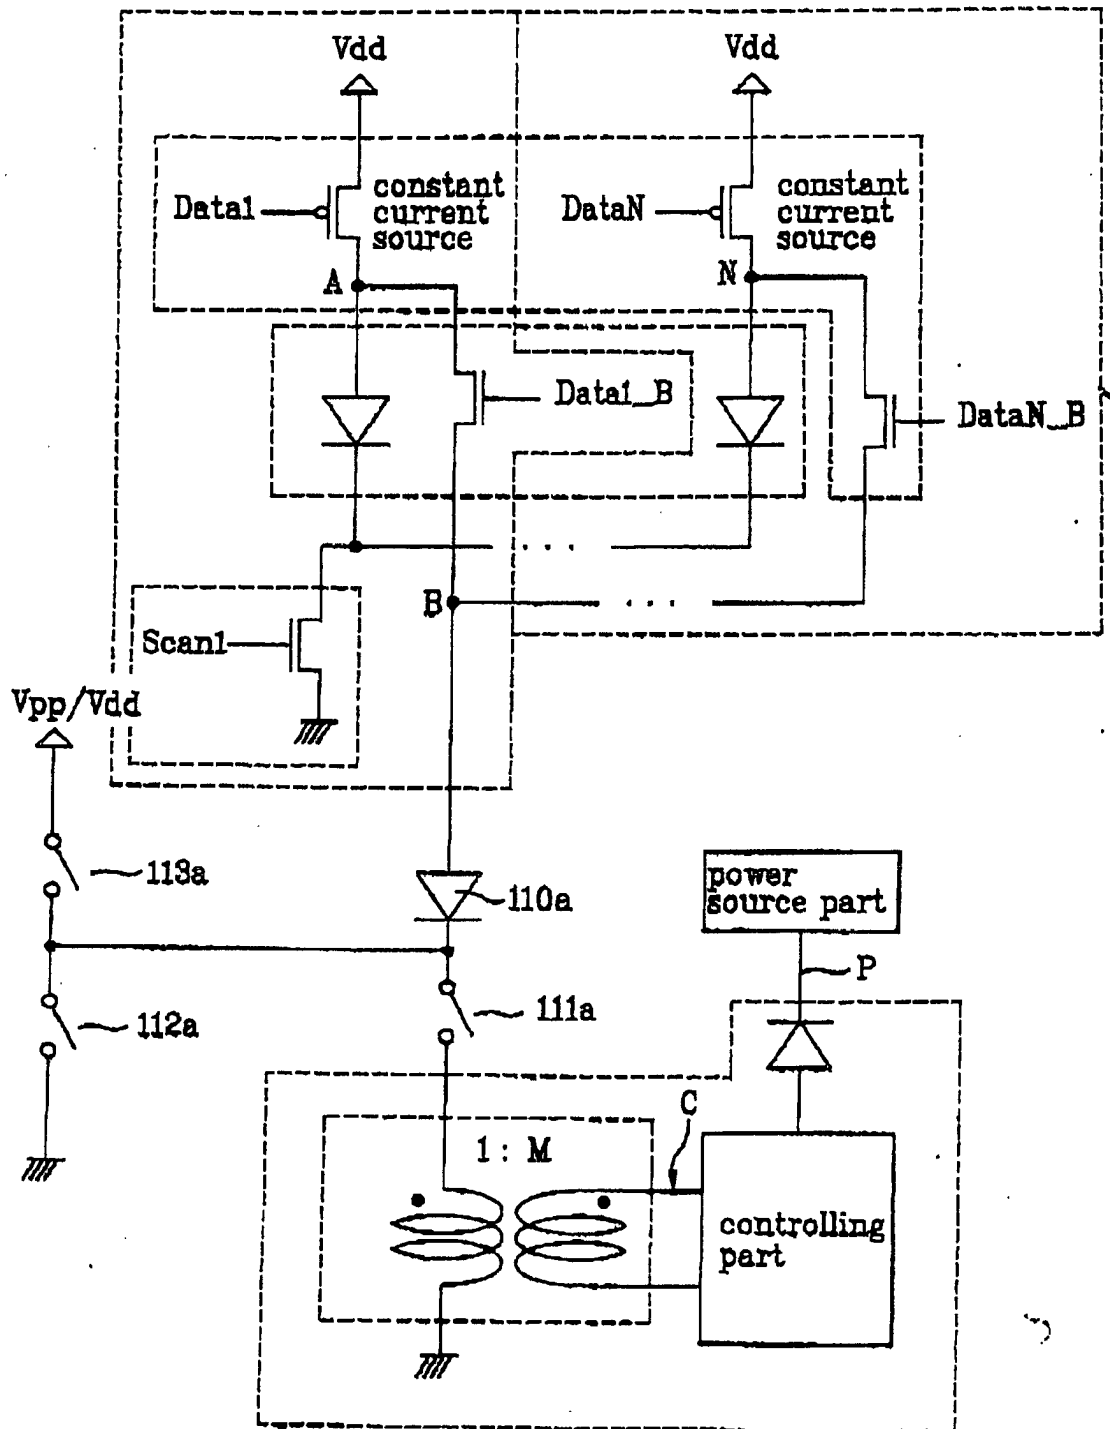 Vdd
Vdd
Data1
constant
current
source
DataN
constant
current
source
A
N
Data1_B
DataN_B
B
Scan1
Vpp/Vdd
113a
110a
power
source part
P
112a
111a
C
1 : M
controlling
part